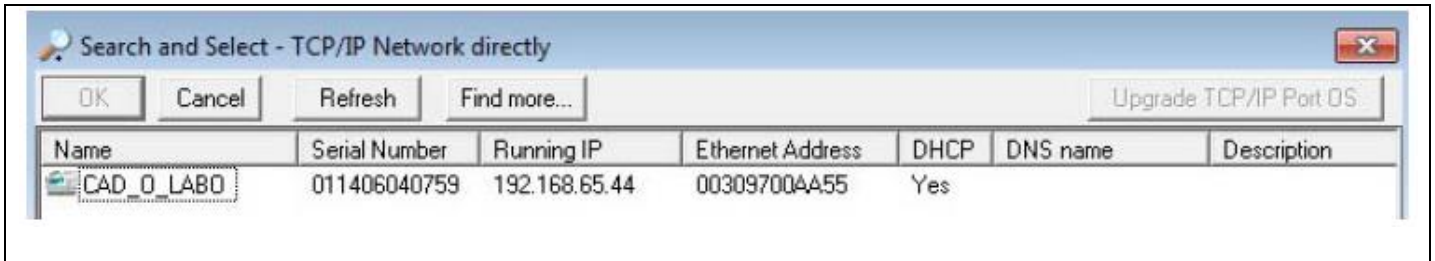 Search and Select - TCP/IP Network directly
OK Cancel Refresh Find more... Upgrade TCP/IP Port OS
Name Serial Number Running IP Ethernet Address DHCP DNS name Description
CAD_0_LABO 011406040759 192.168.65.44 00309700AA55 Yes